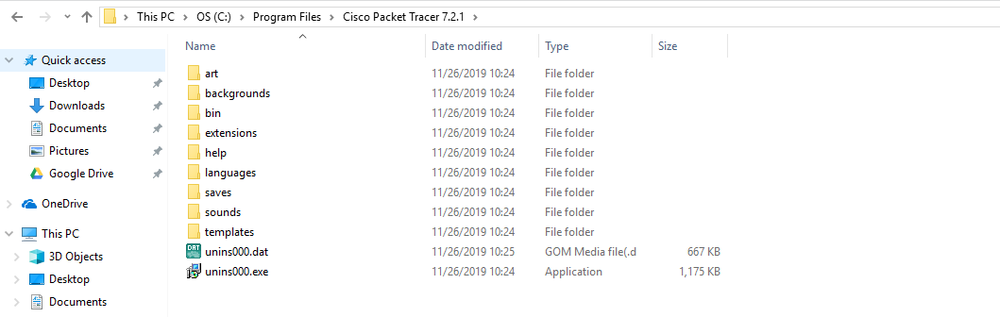 This PC > OS (C:) > Program Files > Cisco Packet Tracer 7.2.1 >
Name Date modified Type Size
Quick access
Desktop
Downloads
Documents
Pictures
Google Drive
OneDrive
This PC
3D Objects
Desktop
Documents
art 11/26/2019 10:24 File folder
backgrounds 11/26/2019 10:24 File folder
bin 11/26/2019 10:24 File folder
extensions 11/26/2019 10:24 File folder
help 11/26/2019 10:24 File folder
languages 11/26/2019 10:24 File folder
saves 11/26/2019 10:24 File folder
sounds 11/26/2019 10:24 File folder
templates 11/26/2019 10:24 File folder
DAT unins000.dat 11/26/2019 10:25 GOM Media file(.d 667 KB
unins000.exe 11/26/2019 10:24 Application 1,175 KB